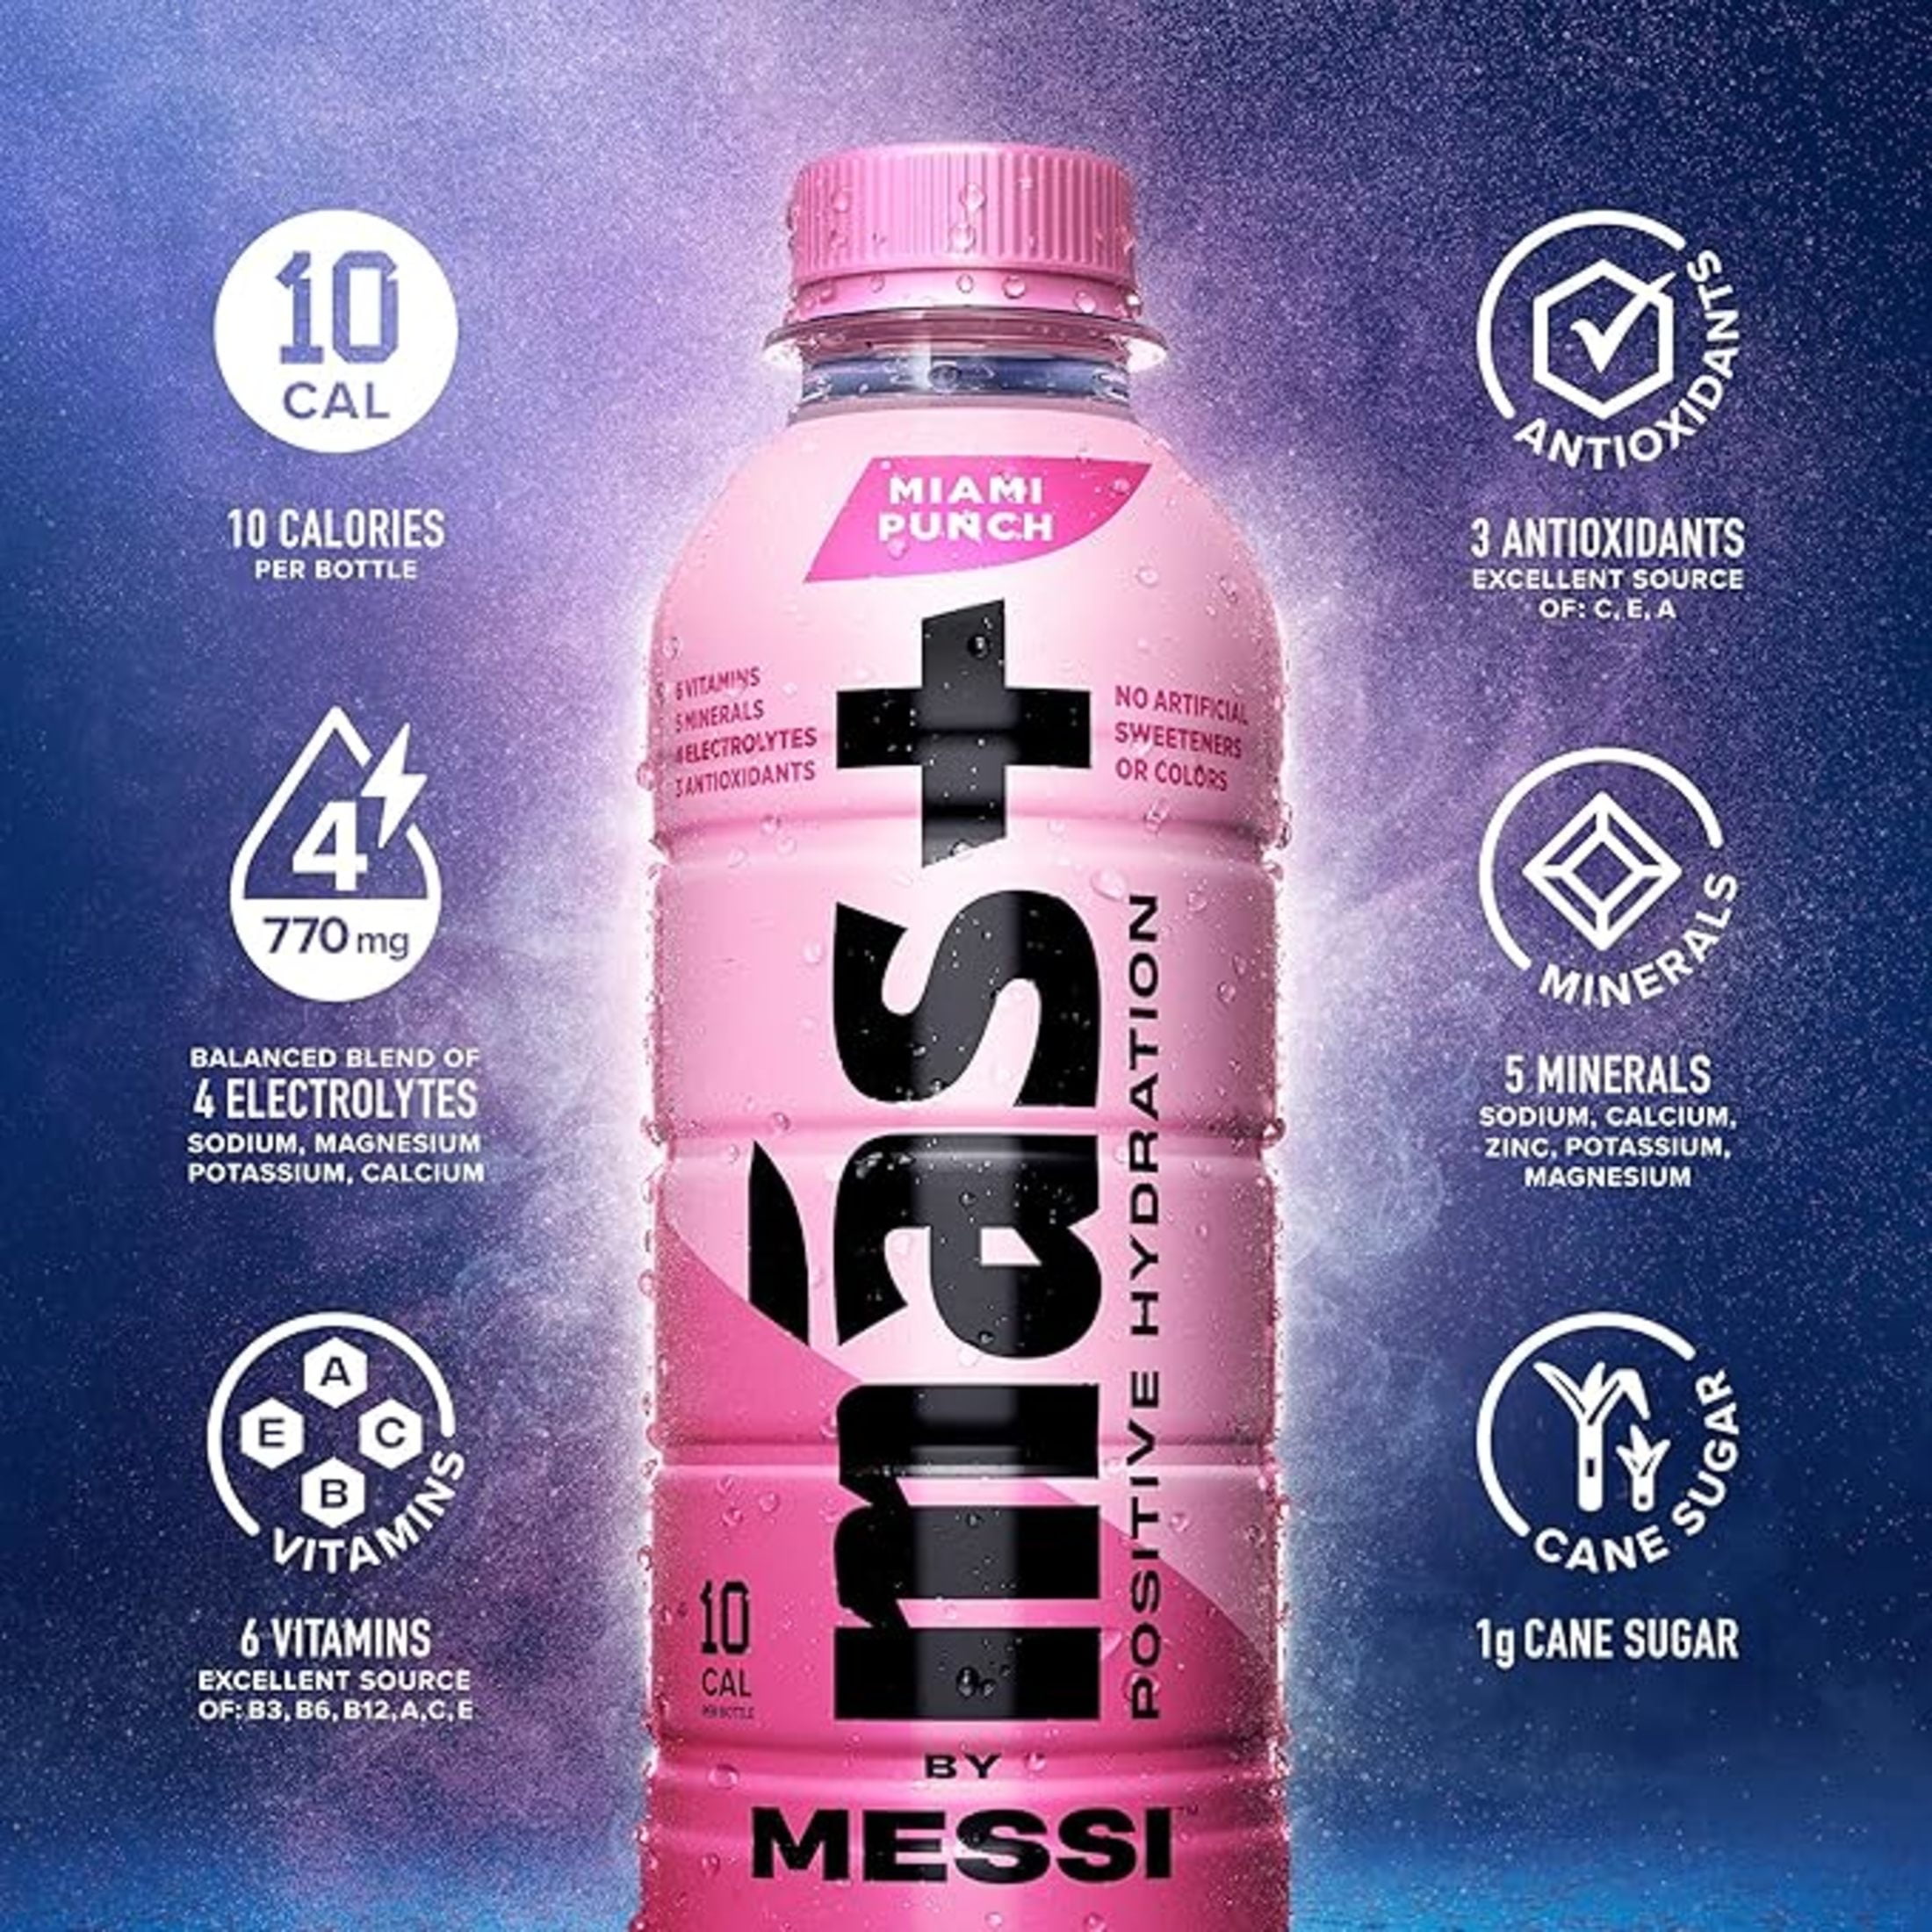 10
CAL
10 CALORIES
PER BOTTLE
4
770 mg
BALANCED BLEND OF
4 ELECTROLYTES
SODIUM, MAGNESIUM
POTASSIUM, CALCIUM
A
E C
B
VITAMINS
6 VITAMINS
EXCELLENT SOURCE
OF: B3, B6, B12, A, C, E
MIAMI
PUNCH
6 VITAMINS
5 MINERALS
4 ELECTROLYTES
3 ANTIOXIDANTS
NO ARTIFICIAL
SWEETENERS
OR COLORS
más+
POSITIVE HYDRATION
10
CAL
PER BOTTLE
BY
MESSI™
ANTIOXIDANTS
3 ANTIOXIDANTS
EXCELLENT SOURCE
OF: C, E, A
MINERALS
5 MINERALS
SODIUM, CALCIUM,
ZINC, POTASSIUM,
MAGNESIUM
CANE SUGAR
1g CANE SUGAR